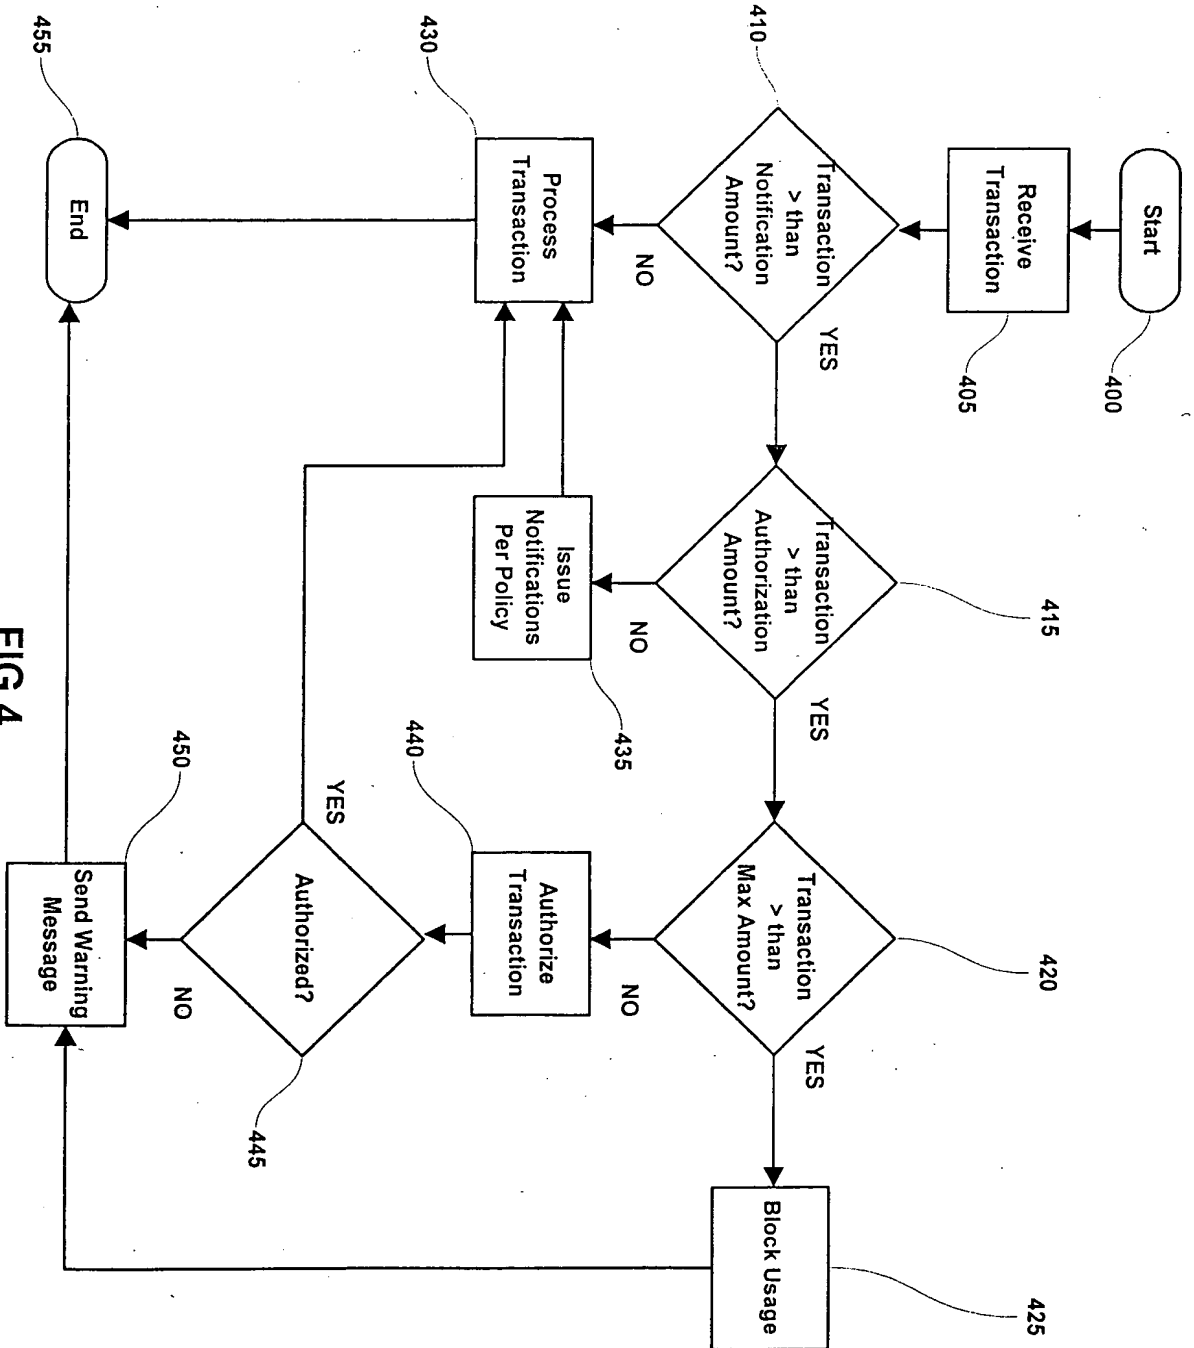 Start
400
Receive
Transaction
405
410
Transaction
> than
Notification
Amount?
YES
NO
Transaction
> than
Authorization
Amount?
415
YES
NO
Transaction
> than
Max Amount?
420
YES
NO
Block Usage
425
430
Process
Transaction
Issue
Notifications
Per Policy
435
440
Authorize
Transaction
Authorized?
445
YES
NO
450
Send Warning
Message
455
End
FIG 4